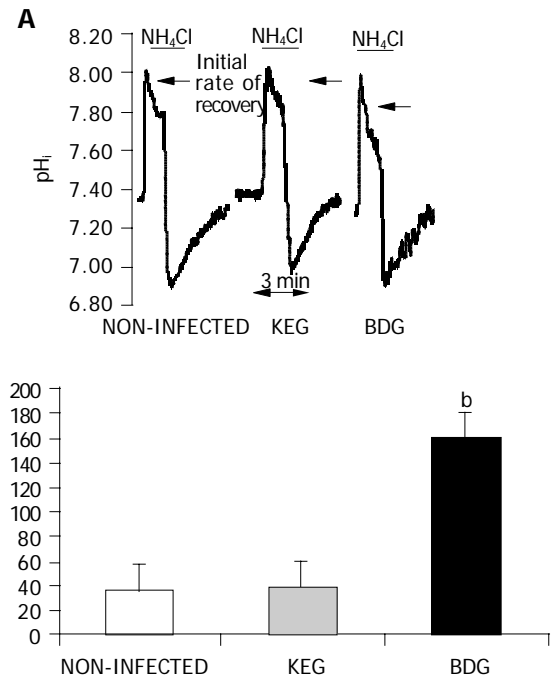 A
NH₄Cl NH₄Cl NH₄Cl
Initial
rate of
recovery
pHᵢ
8.20
8.00
7.80
7.60
7.40
7.20
7.00
6.80
3 min
NON-INFECTED KEG BDG
200
180
160
140
120
100
80
60
40
20
0
b
NON-INFECTED KEG BDG